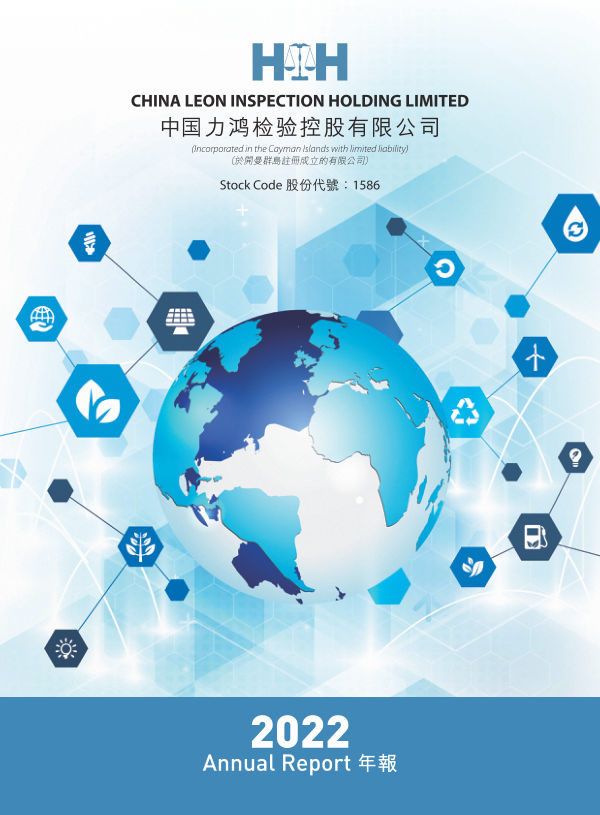 H H
CHINA LEON INSPECTION HOLDING LIMITED
中国力鸿检验控股有限公司
(Incorporated in the Cayman Islands with limited liability)
（於開曼群島註冊成立的有限公司）
Stock Code 股份代號：1586
2022
Annual Report 年報